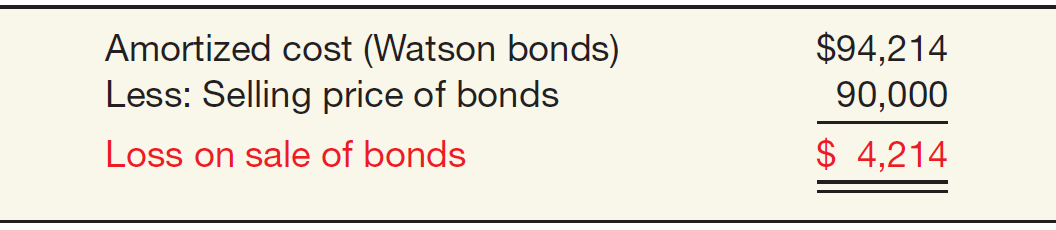 Amortized cost (Watson bonds) $94,214
Less: Selling price of bonds 90,000
Loss on sale of bonds $ 4,214